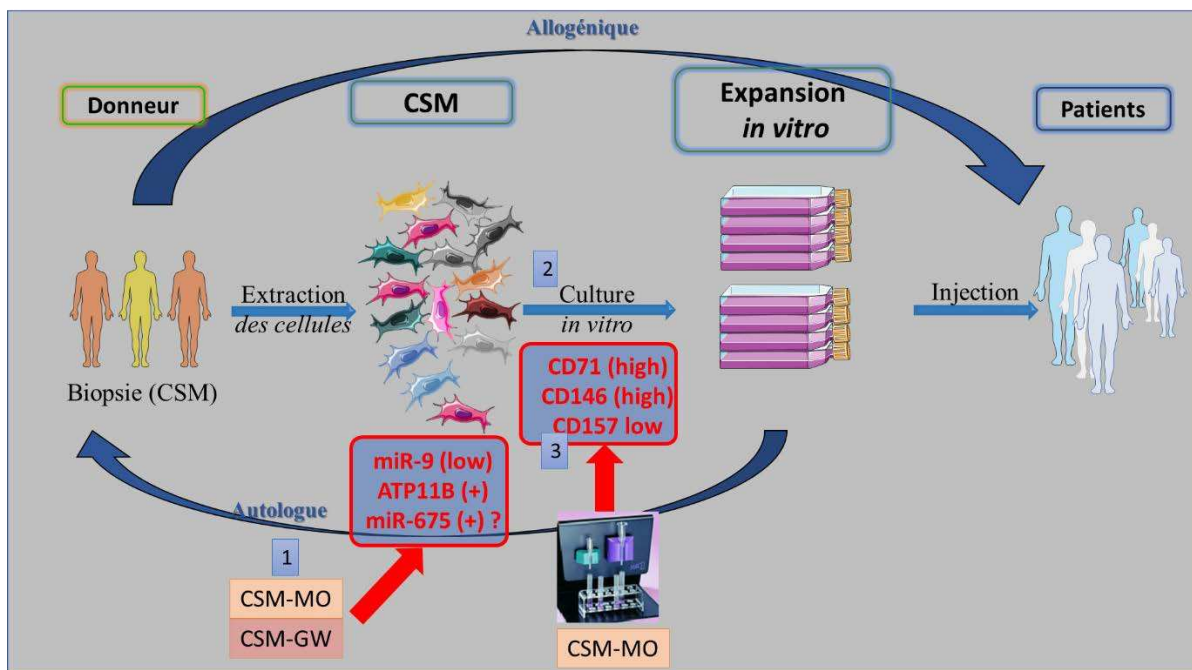 Allogénique
Donneur
CSM
Expansion
in vitro
Patients
Extraction
des cellules
2
Culture
in vitro
Injection
Biopsie (CSM)
CD71 (high)
CD146 (high)
CD157 low
3
miR-9 (low)
ATP11B (+)
miR-675 (+) ?
Autologue
1
CSM-MO
CSM-GW
CSM-MO